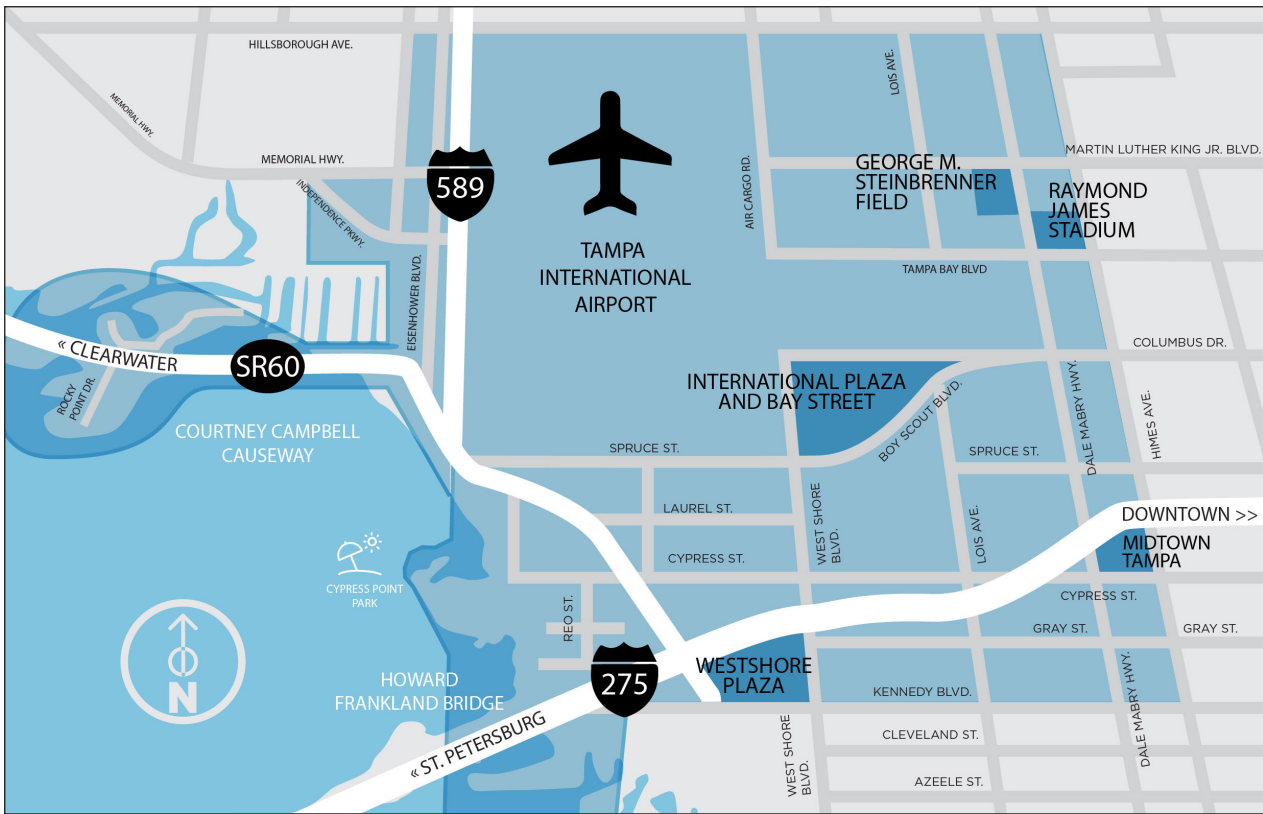 HILLSBOROUGH AVE.
MEMORIAL HWY.
MEMORIAL HWY.
INDEPENDENCE PKWY.
589
EISENHOWER BLVD.
TAMPA
INTERNATIONAL
AIRPORT
AIR CARGO RD.
LOIS AVE.
MARTIN LUTHER KING JR. BLVD.
GEORGE M.
STEINBRENNER
FIELD
RAYMOND
JAMES
STADIUM
TAMPA BAY BLVD
« CLEARWATER
SR60
ROCKY
POINT DR.
COURTNEY CAMPBELL
CAUSEWAY
COLUMBUS DR.
INTERNATIONAL PLAZA
AND BAY STREET
BOY SCOUT BLVD.
DALE MABRY HWY.
HIMES AVE.
SPRUCE ST.
SPRUCE ST.
LAUREL ST.
WEST SHORE
BLVD.
LOIS AVE.
DOWNTOWN >>
MIDTOWN
TAMPA
CYPRESS ST.
CYPRESS ST.
CYPRESS POINT
PARK
REO ST.
GRAY ST.
GRAY ST.
N
HOWARD
FRANKLAND BRIDGE
275
WESTSHORE
PLAZA
KENNEDY BLVD.
DALE MABRY HWY.
« ST. PETERSBURG
WEST SHORE
BLVD.
CLEVELAND ST.
AZEELE ST.